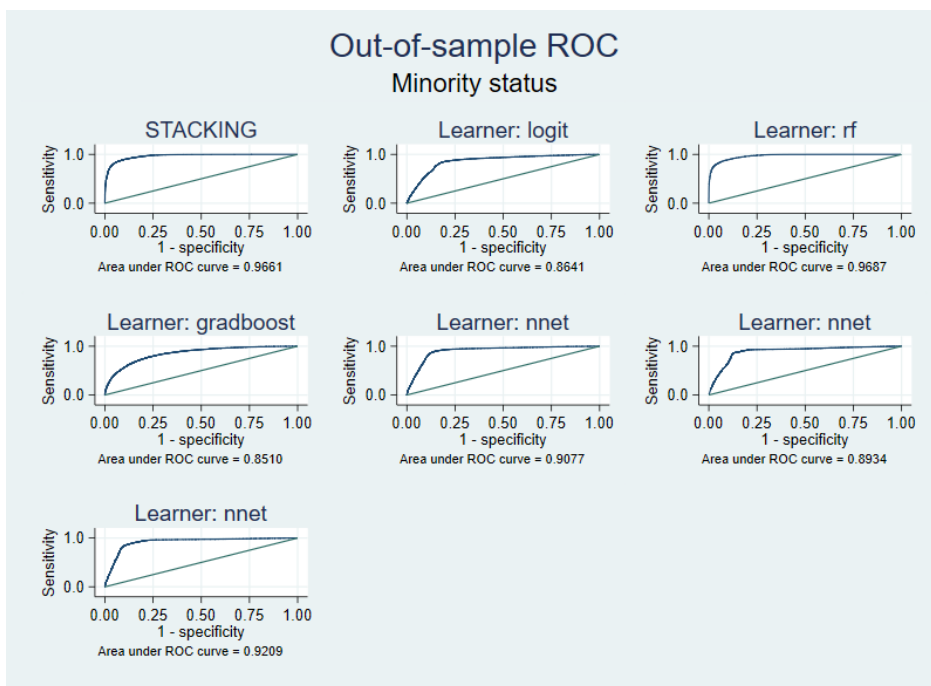 Out-of-sample ROC
Minority status
STACKING
Sensitivity
1.0
0.0
0.00 0.25 0.50 0.75 1.00
1 - specificity
Area under ROC curve = 0.9661
Learner: logit
Sensitivity
1.0
0.0
0.00 0.25 0.50 0.75 1.00
1 - specificity
Area under ROC curve = 0.8641
Learner: rf
Sensitivity
1.0
0.0
0.00 0.25 0.50 0.75 1.00
1 - specificity
Area under ROC curve = 0.9687
Learner: gradboost
Sensitivity
1.0
0.0
0.00 0.25 0.50 0.75 1.00
1 - specificity
Area under ROC curve = 0.8510
Learner: nnet
Sensitivity
1.0
0.0
0.00 0.25 0.50 0.75 1.00
1 - specificity
Area under ROC curve = 0.9077
Learner: nnet
Sensitivity
1.0
0.0
0.00 0.25 0.50 0.75 1.00
1 - specificity
Area under ROC curve = 0.8934
Learner: nnet
Sensitivity
1.0
0.0
0.00 0.25 0.50 0.75 1.00
1 - specificity
Area under ROC curve = 0.9209